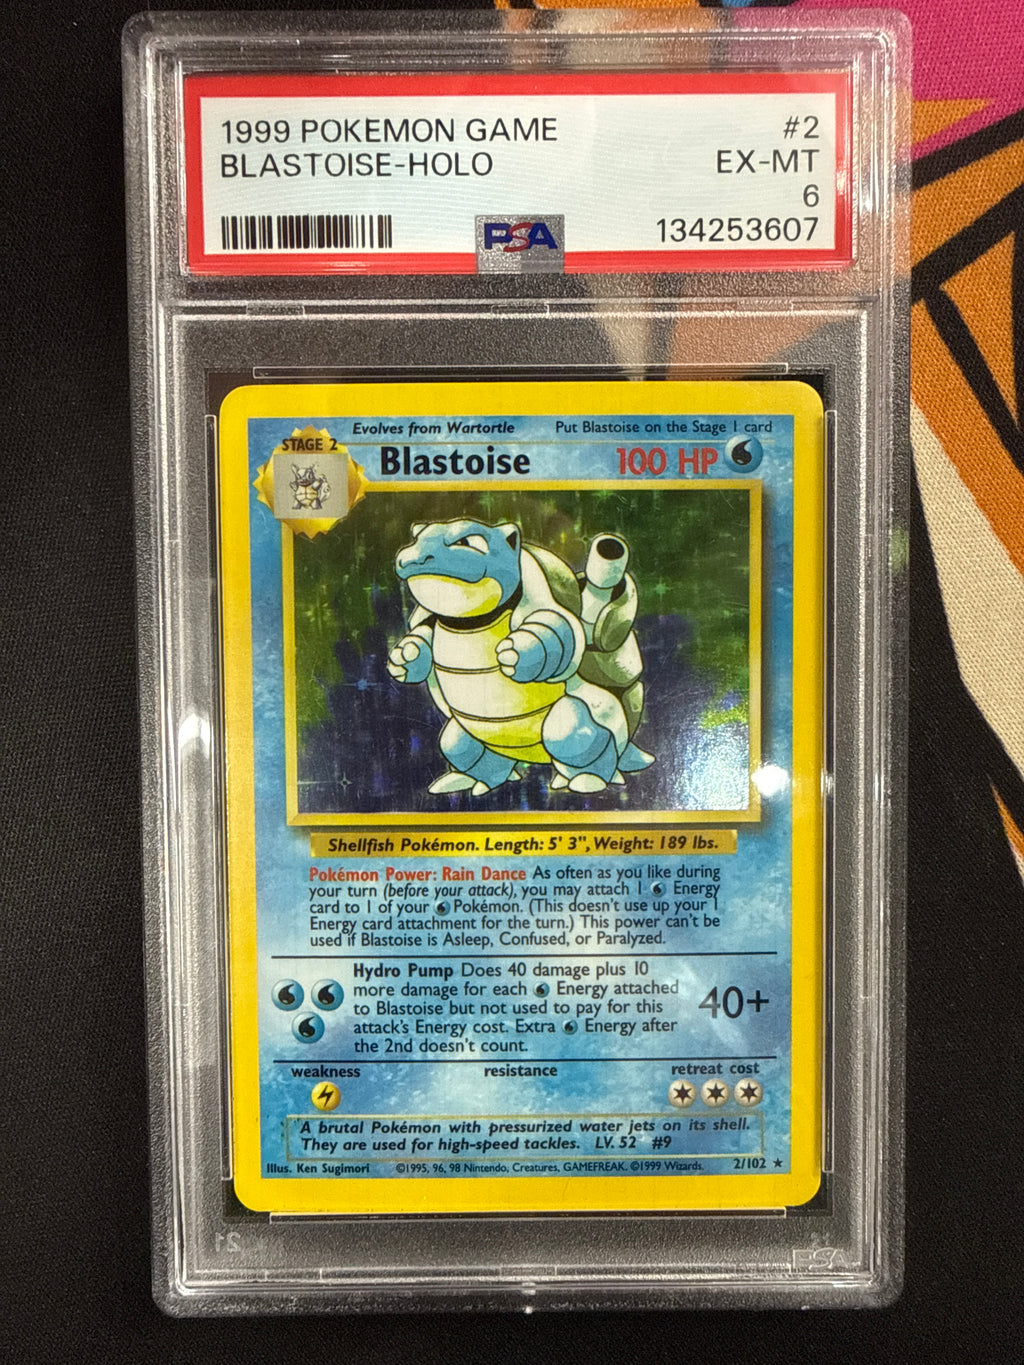 1999 POKEMON GAME #2
BLASTOISE-HOLO EX-MT
6
134253607
PSA
Evolves from Wartortle Put Blastoise on the Stage 1 card
STAGE 2
Blastoise 100 HP
Shellfish Pokémon. Length: 5' 3", Weight: 189 lbs.
Pokémon Power: Rain Dance As often as you like during
your turn (before your attack), you may attach 1 Energy
card to 1 of your Pokémon. (This doesn't use up your 1
Energy card attachment for the turn.) This power can't be
used if Blastoise is Asleep, Confused, or Paralyzed.
Hydro Pump Does 40 damage plus 10
more damage for each Energy attached
to Blastoise but not used to pay for this
attack's Energy cost. Extra Energy after
the 2nd doesn't count.
40+
weakness resistance retreat cost
A brutal Pokémon with pressurized water jets on its shell.
They are used for high-speed tackles. LV. 52 #9
Illus. Ken Sugimori ©1995, 96, 98 Nintendo, Creatures, GAMEFREAK. ©1999 Wizards. 2/102 ★
PSA